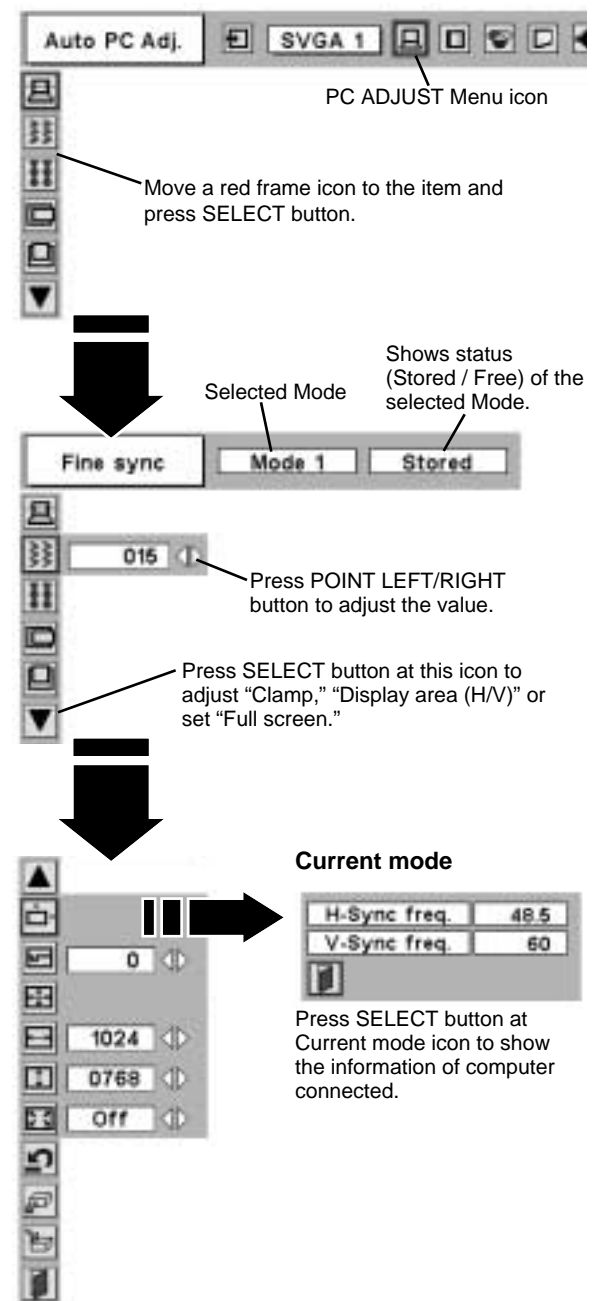 Auto PC Adj.
SVGA 1
PC ADJUST Menu icon
Move a red frame icon to the item and
press SELECT button.
Shows status
(Stored / Free) of the
selected Mode.
Selected Mode
Fine sync
Mode 1
Stored
015
Press POINT LEFT/RIGHT
button to adjust the value.
Press SELECT button at this icon to
adjust “Clamp,” “Display area (H/V)” or
set “Full screen.”
Current mode
H-Sync freq. 48.5
V-Sync freq. 60
0
1024
0768
Off
Press SELECT button at
Current mode icon to show
the information of computer
connected.